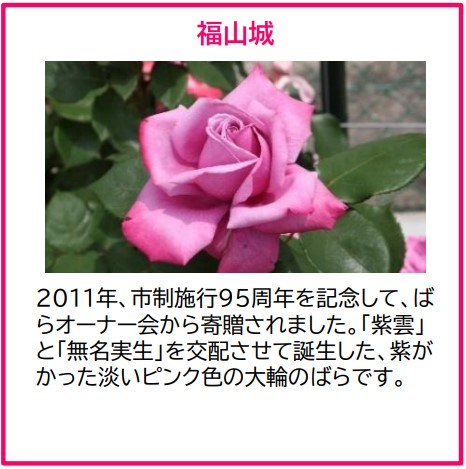 福山城
2011年、市制施行95周年を記念して、ば
らオーナー会から寄贈されました。「紫雲」
と「無名実生」を交配させて誕生した、紫が
かった淡いピンク色の大輪のばらです。